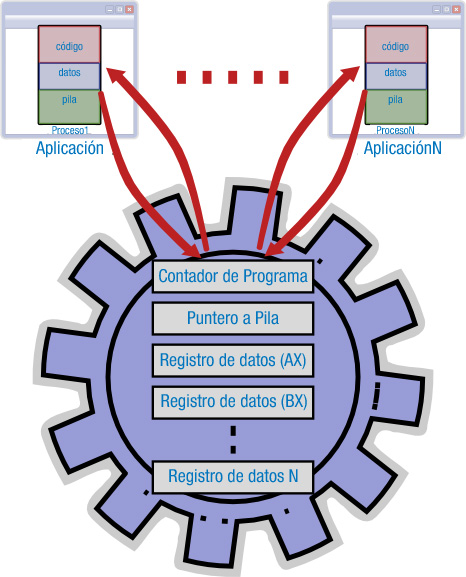 código
datos
pila
Proceso1
Aplicación
código
datos
pila
ProcesoN
AplicaciónN
Contador de Programa
Puntero a Pila
Registro de datos (AX)
Registro de datos (BX)
Registro de datos N